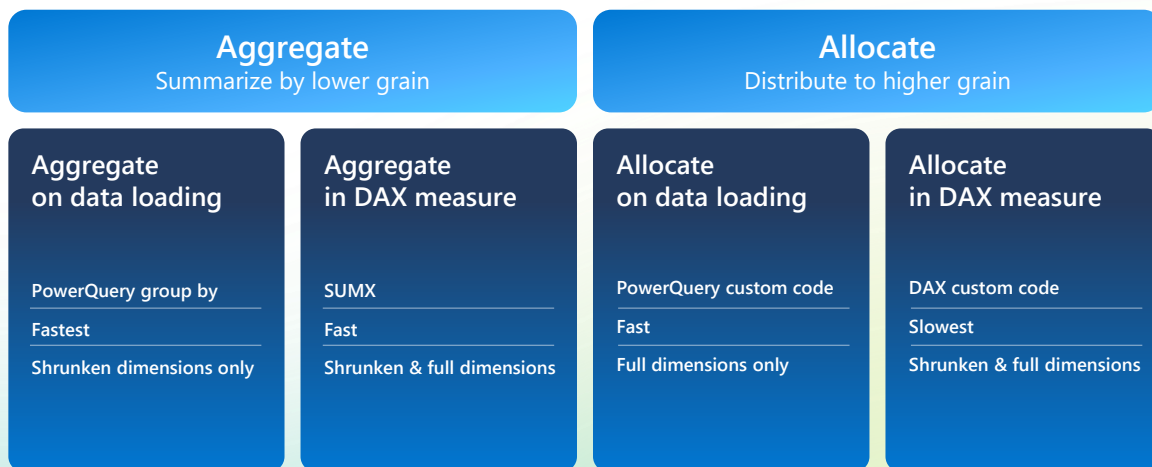 Aggregate
Summarize by lower grain
Allocate
Distribute to higher grain
Aggregate
on data loading
PowerQuery group by
Fastest
Shrunken dimensions only
Aggregate
in DAX measure
SUMX
Fast
Shrunken & full dimensions
Allocate
on data loading
PowerQuery custom code
Fast
Full dimensions only
Allocate
in DAX measure
DAX custom code
Slowest
Shrunken & full dimensions